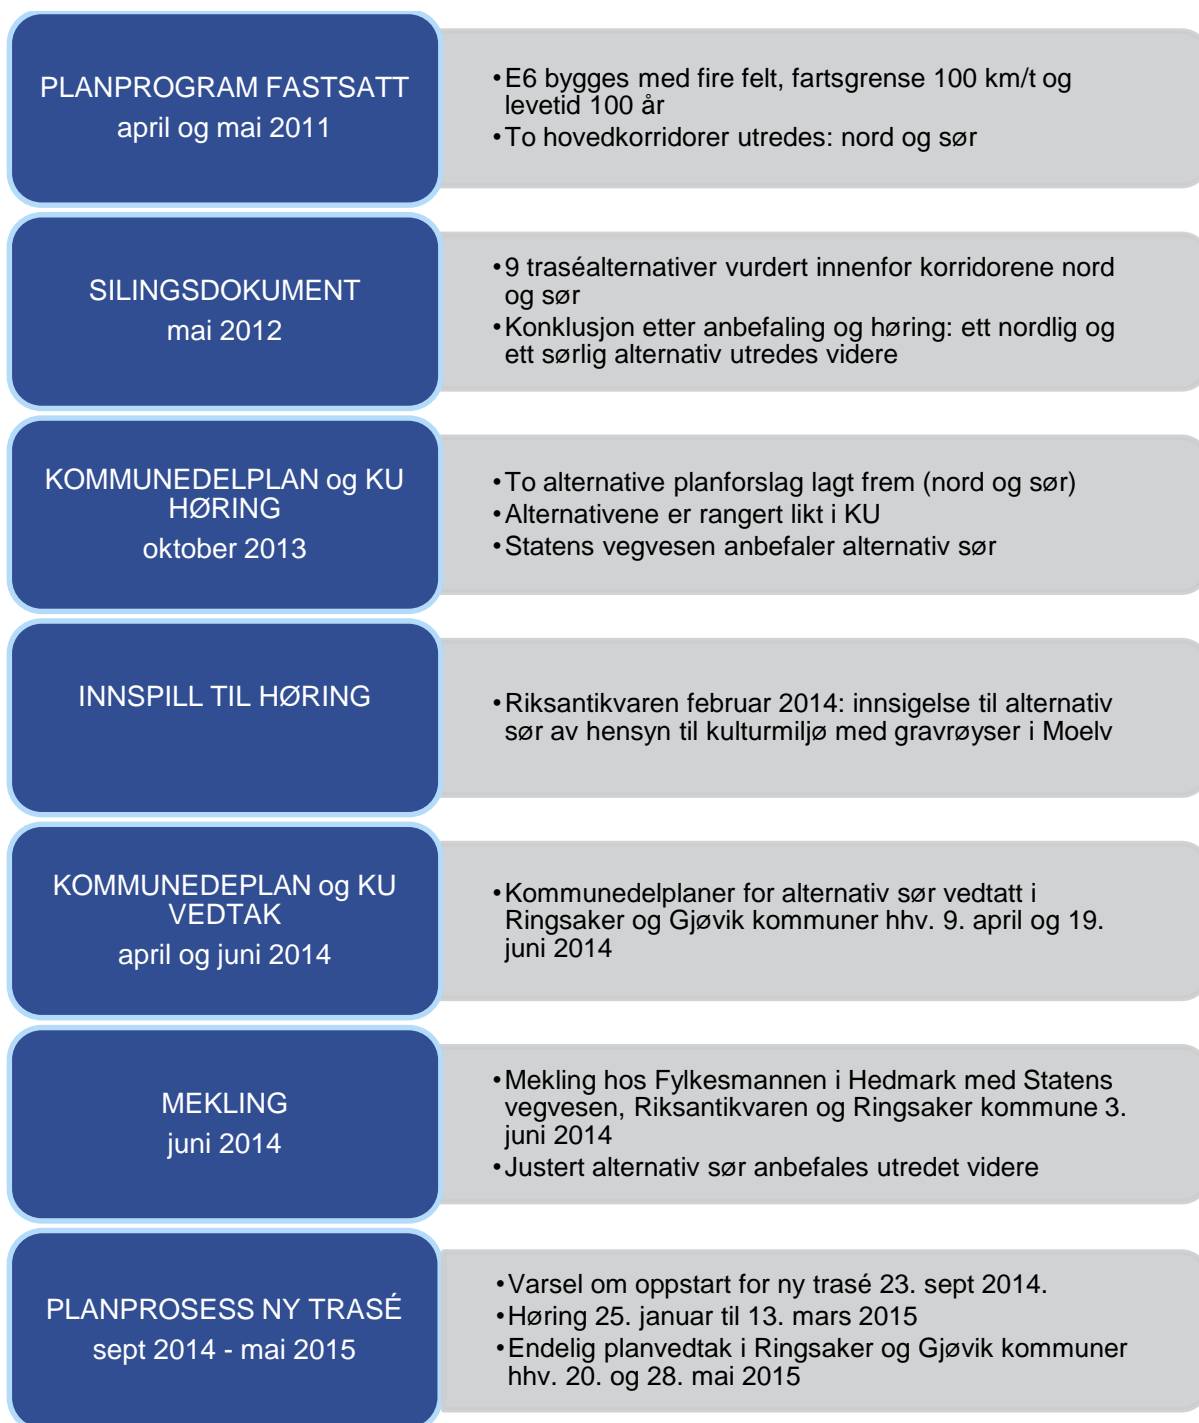 PLANPROGRAM FASTSATT
april og mai 2011
•E6 bygges med fire felt, fartsgrense 100 km/t og
levetid 100 år
•To hovedkorridorer utredes: nord og sør
SILINGSDOKUMENT
mai 2012
•9 traséalternativer vurdert innenfor korridorene nord
og sør
•Konklusjon etter anbefaling og høring: ett nordlig og
ett sørlig alternativ utredes videre
KOMMUNEDELPLAN og KU
HØRING
oktober 2013
•To alternative planforslag lagt frem (nord og sør)
•Alternativene er rangert likt i KU
•Statens vegvesen anbefaler alternativ sør
INNSPILL TIL HØRING
•Riksantikvaren februar 2014: innsigelse til alternativ
sør av hensyn til kulturmiljø med gravrøyser i Moelv
KOMMUNEDEPLAN og KU
VEDTAK
april og juni 2014
•Kommunedelplaner for alternativ sør vedtatt i
Ringsaker og Gjøvik kommuner hhv. 9. april og 19.
juni 2014
MEKLING
juni 2014
•Mekling hos Fylkesmannen i Hedmark med Statens
vegvesen, Riksantikvaren og Ringsaker kommune 3.
juni 2014
•Justert alternativ sør anbefales utredet videre
PLANPROSESS NY TRASÉ
sept 2014 - mai 2015
•Varsel om oppstart for ny trasé 23. sept 2014.
•Høring 25. januar til 13. mars 2015
•Endelig planvedtak i Ringsaker og Gjøvik kommuner
hhv. 20. og 28. mai 2015